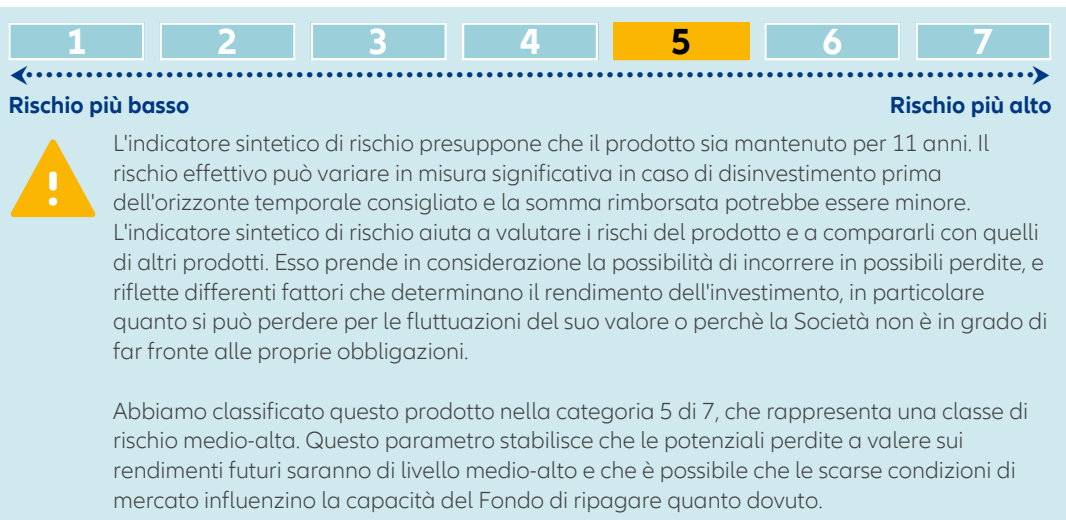 1 2 3 4 5 6 7
Rischio più basso Rischio più alto
L'indicatore sintetico di rischio presuppone che il prodotto sia mantenuto per 11 anni. Il
rischio effettivo può variare in misura significativa in caso di disinvestimento prima
dell'orizzonte temporale consigliato e la somma rimborsata potrebbe essere minore.
L'indicatore sintetico di rischio aiuta a valutare i rischi del prodotto e a compararli con quelli
di altri prodotti. Esso prende in considerazione la possibilità di incorrere in possibili perdite, e
riflette differenti fattori che determinano il rendimento dell'investimento, in particolare
quanto si può perdere per le fluttuazioni del suo valore o perchè la Società non è in grado di
far fronte alle proprie obbligazioni.
Abbiamo classificato questo prodotto nella categoria 5 di 7, che rappresenta una classe di
rischio medio-alta. Questo parametro stabilisce che le potenziali perdite a valere sui
rendimenti futuri saranno di livello medio-alto e che è possibile che le scarse condizioni di
mercato influenzino la capacità del Fondo di ripagare quanto dovuto.